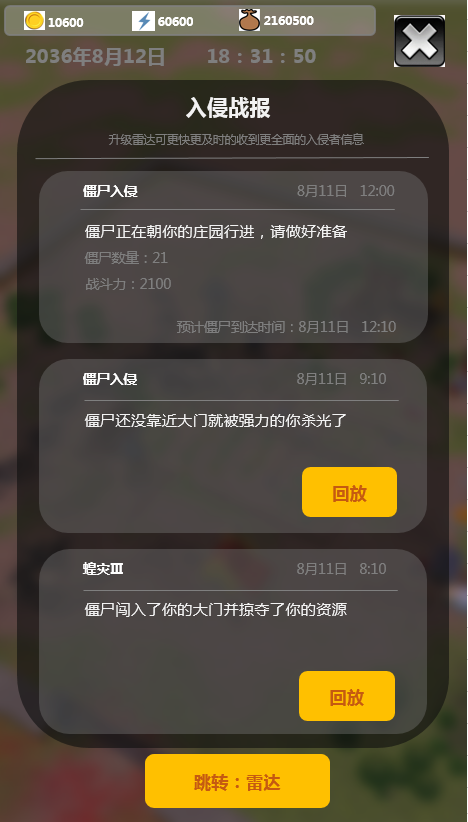 10600 60600 2160500
2036年8月12日 18：31：50
入侵战报
升级雷达可更快更及时的收到更全面的入侵者信息
僵尸入侵 8月11日 12:00
僵尸正在朝你的庄园行进，请做好准备
僵尸数量：21
战斗力：2100
预计僵尸到达时间：8月11日 12:10
僵尸入侵 8月11日 9:10
僵尸还没靠近大门就被强力的你杀光了
回放
蝗灾Ⅲ 8月11日 8:10
僵尸闯入了你的大门并掠夺了你的资源
回放
跳转：雷达